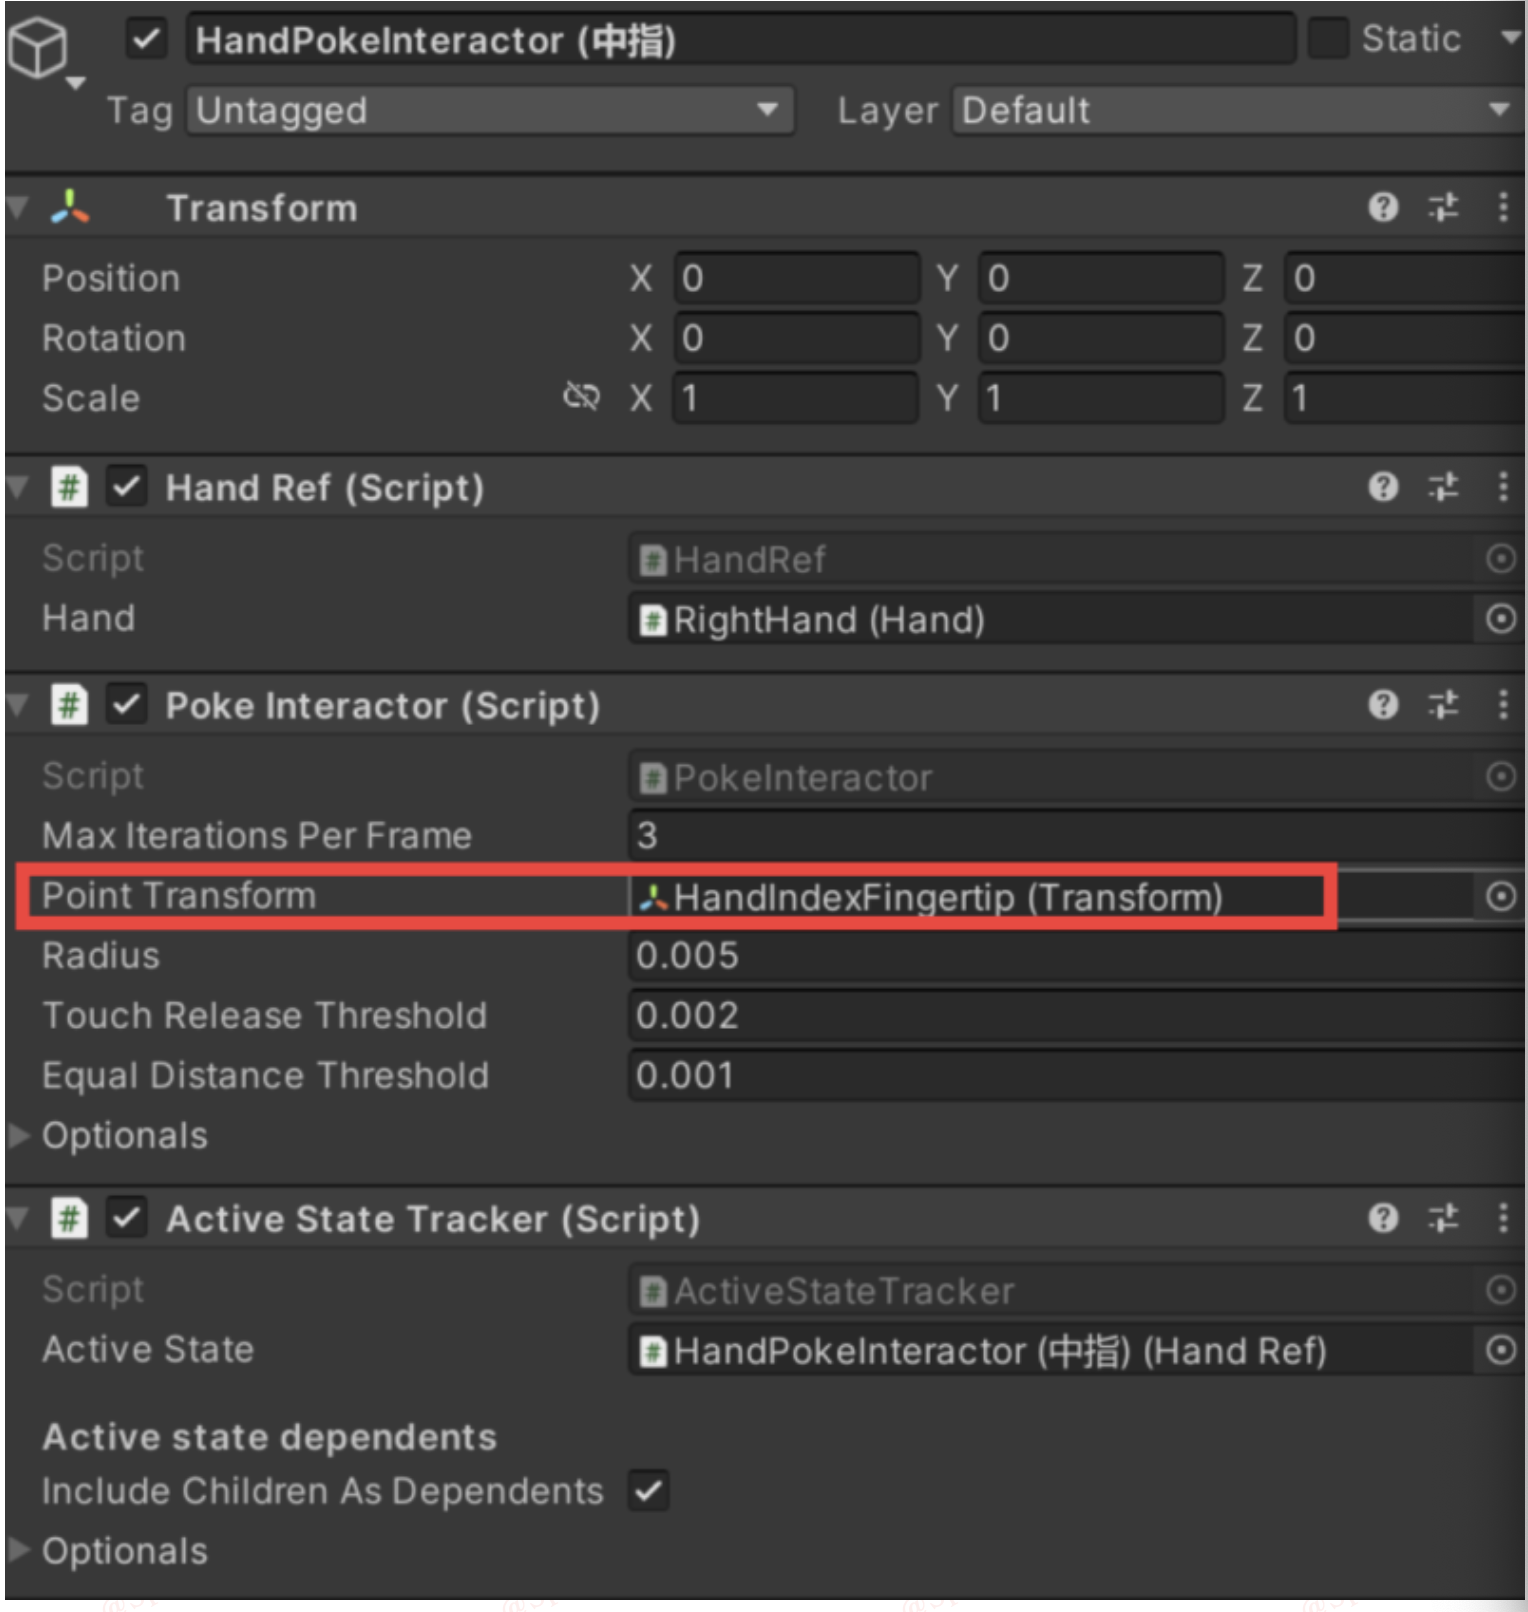 HandPokeInteractor (中指) Static
Tag Untagged Layer Default
Transform
Position X 0 Y 0 Z 0
Rotation X 0 Y 0 Z 0
Scale X 1 Y 1 Z 1
# Hand Ref (Script)
Script # HandRef
Hand # RightHand (Hand)
# Poke Interactor (Script)
Script # PokeInteractor
Max Iterations Per Frame 3
Point Transform HandIndexFingertip (Transform)
Radius 0.005
Touch Release Threshold 0.002
Equal Distance Threshold 0.001
Optionals
# Active State Tracker (Script)
Script # ActiveStateTracker
Active State # HandPokeInteractor (中指) (Hand Ref)
Active state dependents
Include Children As Dependents
Optionals